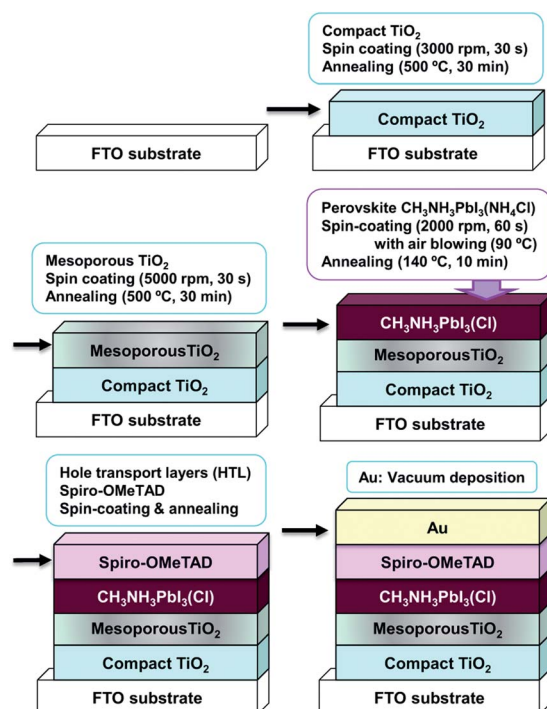 Compact TiO₂
Spin coating (3000 rpm, 30 s)
Annealing (500 ºC, 30 min)
FTO substrate
Compact TiO₂
FTO substrate
Mesoporous TiO₂
Spin coating (5000 rpm, 30 s)
Annealing (500 ºC, 30 min)
MesoporousTiO₂
Compact TiO₂
FTO substrate
Perovskite CH₃NH₃PbI₃(NH₄Cl)
Spin-coating (2000 rpm, 60 s)
with air blowing (90 ºC)
Annealing (140 ºC, 10 min)
CH₃NH₃PbI₃(Cl)
MesoporousTiO₂
Compact TiO₂
FTO substrate
Hole transport layers (HTL)
Spiro-OMeTAD
Spin-coating & annealing
Spiro-OMeTAD
CH₃NH₃PbI₃(Cl)
MesoporousTiO₂
Compact TiO₂
FTO substrate
Au: Vacuum deposition
Au
Spiro-OMeTAD
CH₃NH₃PbI₃(Cl)
MesoporousTiO₂
Compact TiO₂
FTO substrate